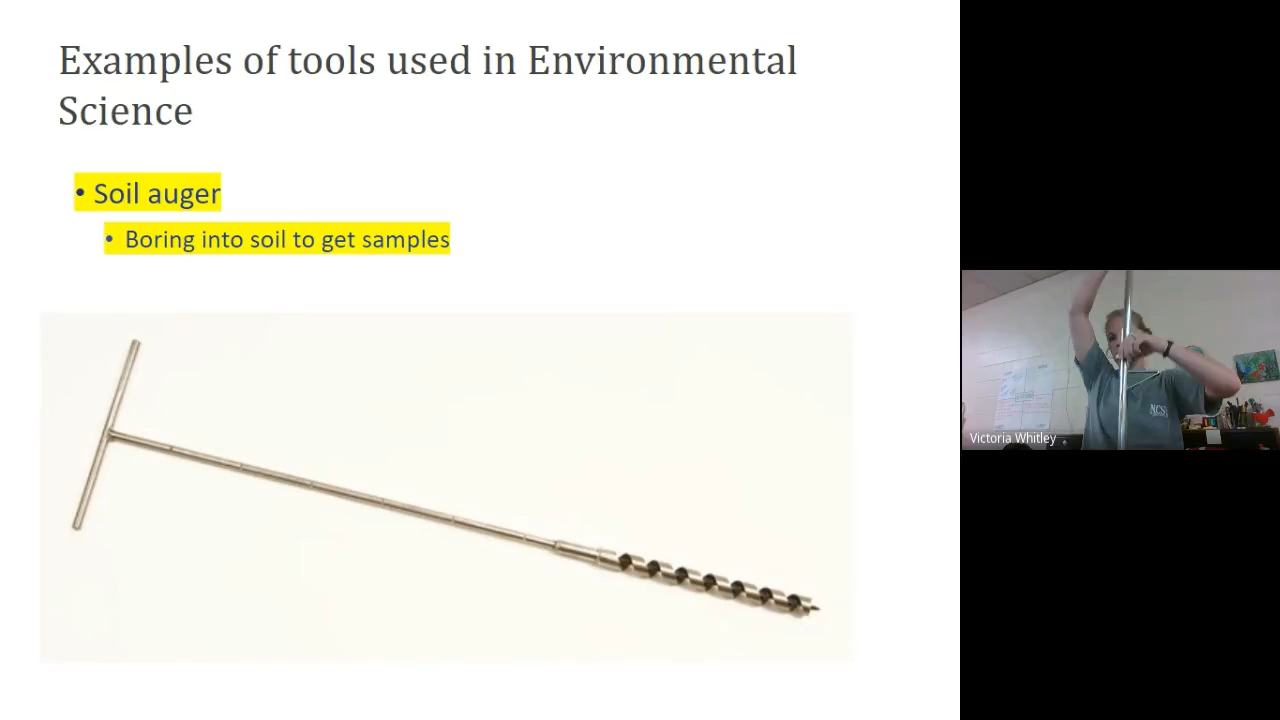 Examples of tools used in Environmental
Science
• Soil auger
• Boring into soil to get samples
Victoria Whitley